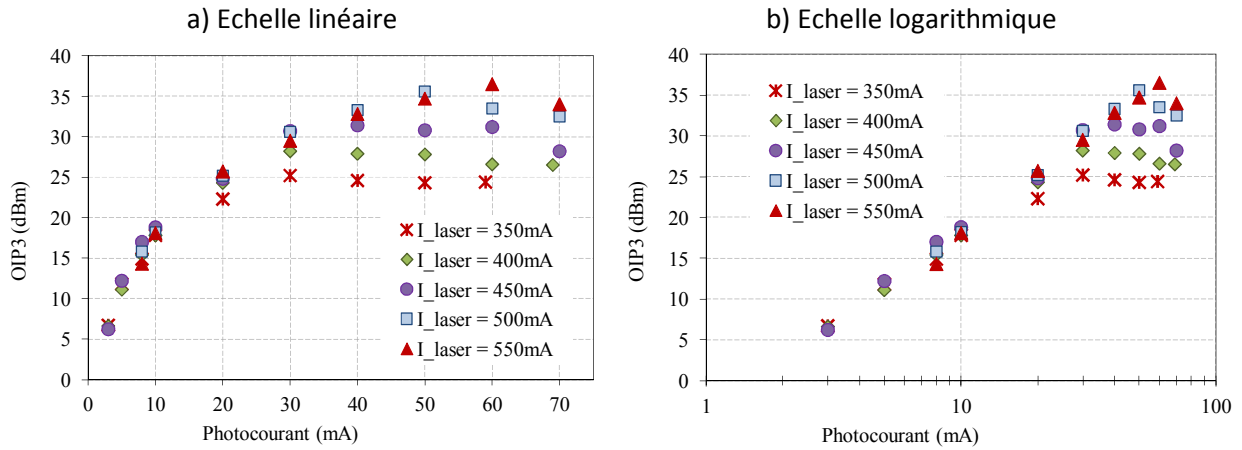 a) Echelle linéaire
40
35
30
25
20
15
10
5
0
OIP3 (dBm)
I_laser = 350mA
I_laser = 400mA
I_laser = 450mA
I_laser = 500mA
I_laser = 550mA
0 10 20 30 40 50 60 70
Photocourant (mA)
b) Echelle logarithmique
40
35
30
25
20
15
10
5
0
OIP3 (dBm)
I_laser = 350mA
I_laser = 400mA
I_laser = 450mA
I_laser = 500mA
I_laser = 550mA
1 10 100
Photocourant (mA)